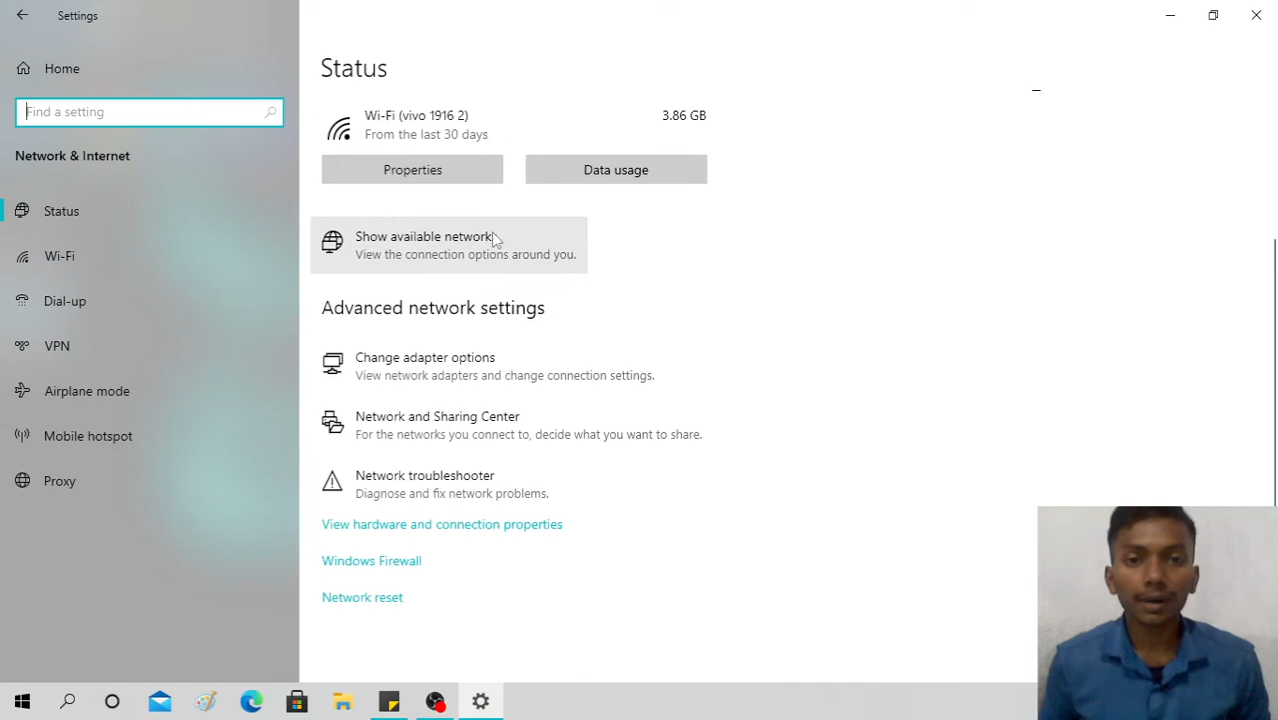 Settings
Home
Find a setting
Network & Internet
Status
Wi-Fi
Dial-up
VPN
Airplane mode
Mobile hotspot
Proxy
Status
Wi-Fi (vivo 1916 2)
3.86 GB
From the last 30 days
Properties
Data usage
Show available network
View the connection options around you.
Advanced network settings
Change adapter options
View network adapters and change connection settings.
Network and Sharing Center
For the networks you connect to, decide what you want to share.
Network troubleshooter
Diagnose and fix network problems.
View hardware and connection properties
Windows Firewall
Network reset